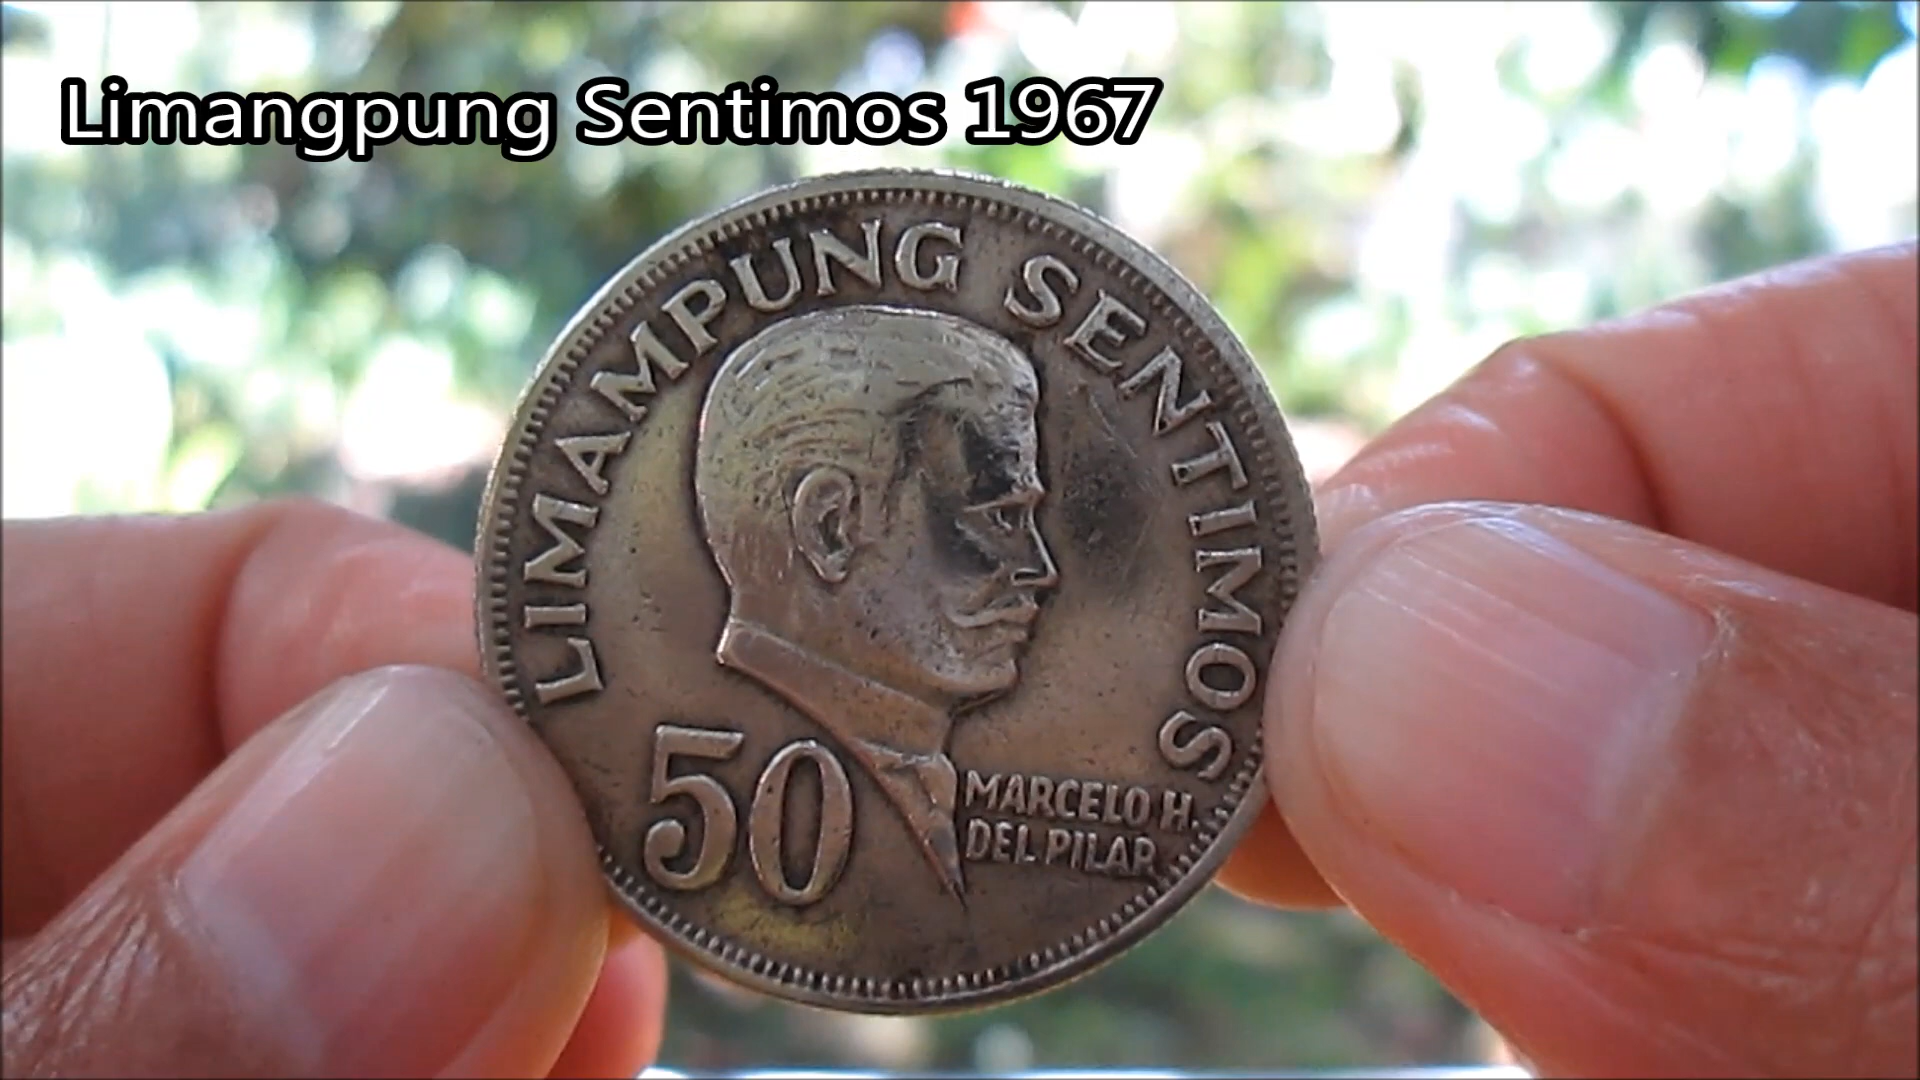 Limangpung Sentimos 1967
LIMAMPUNG SENTIMOS
50
MARCELO H.
DEL PILAR